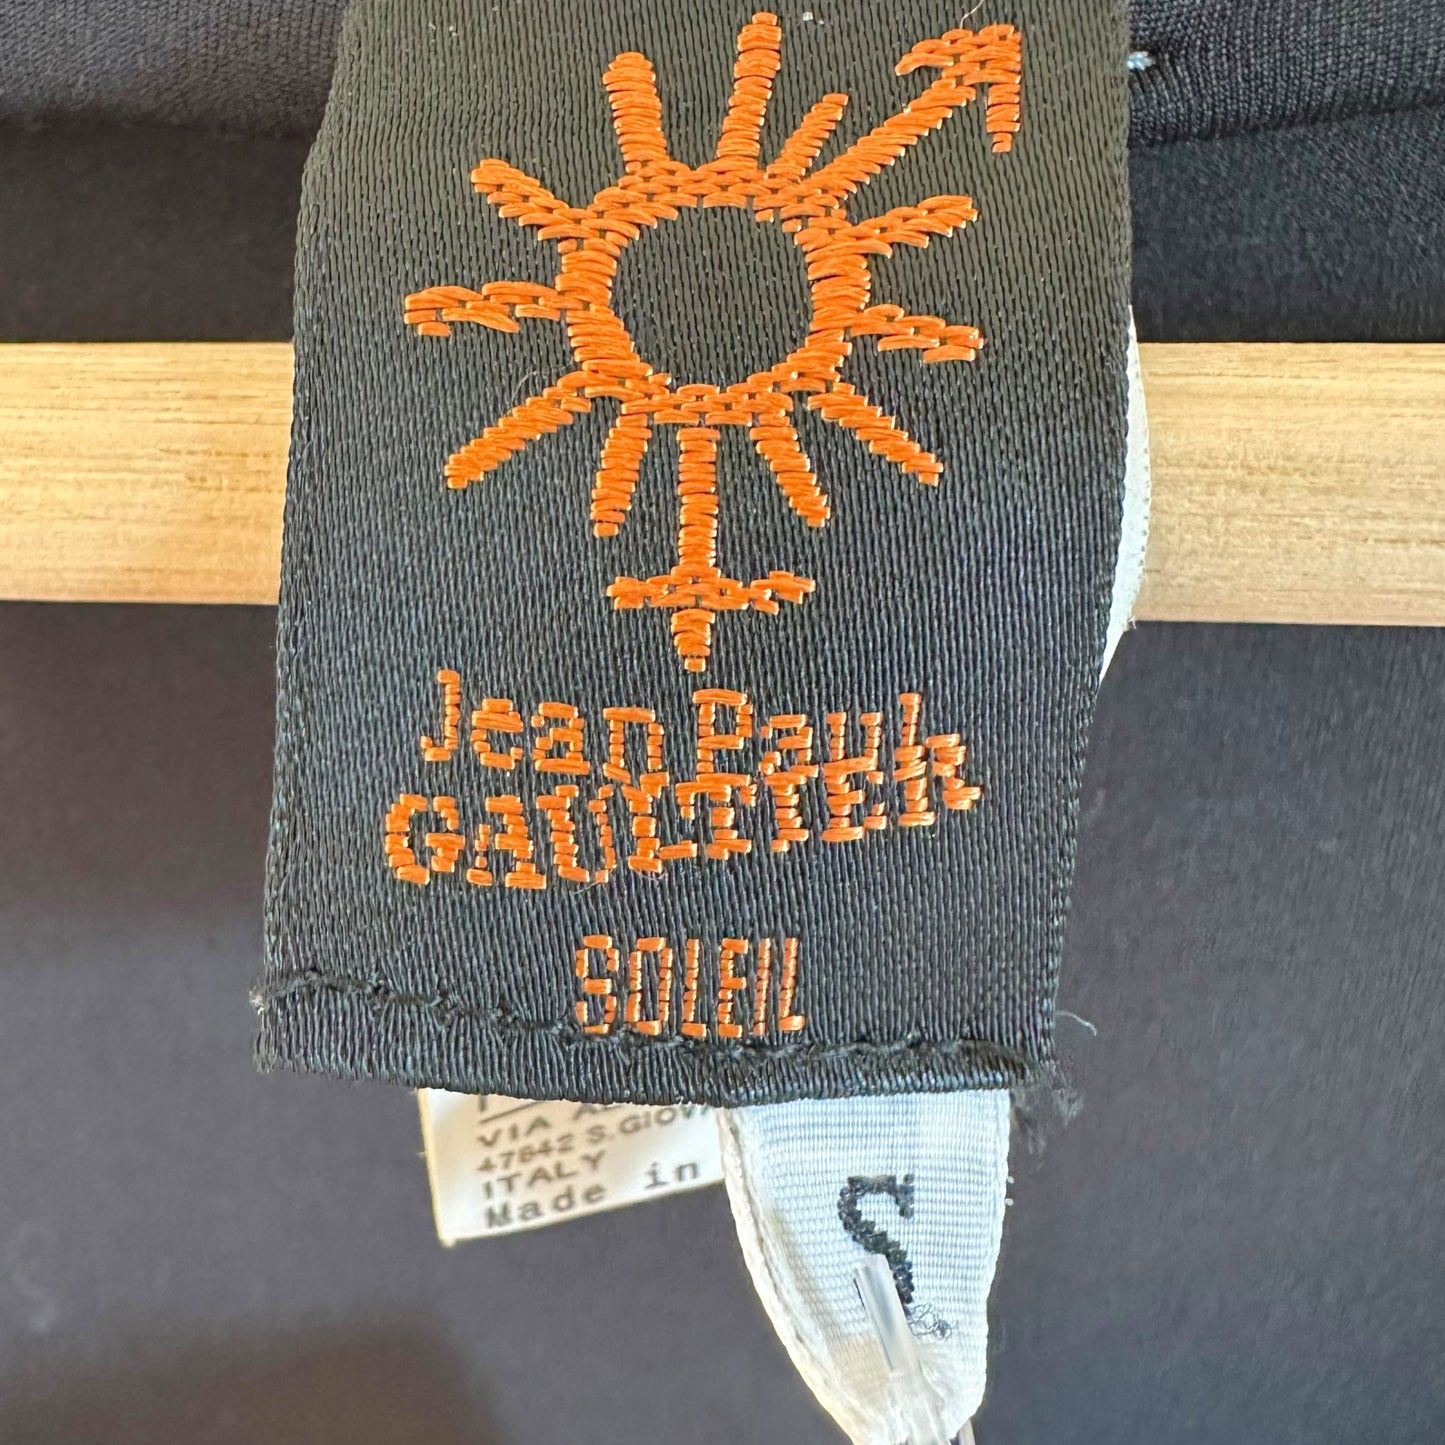 Jean Paul
GAULTIER
SOLEIL
VIA
47842 S.GIOV
ITALY
Made in
S